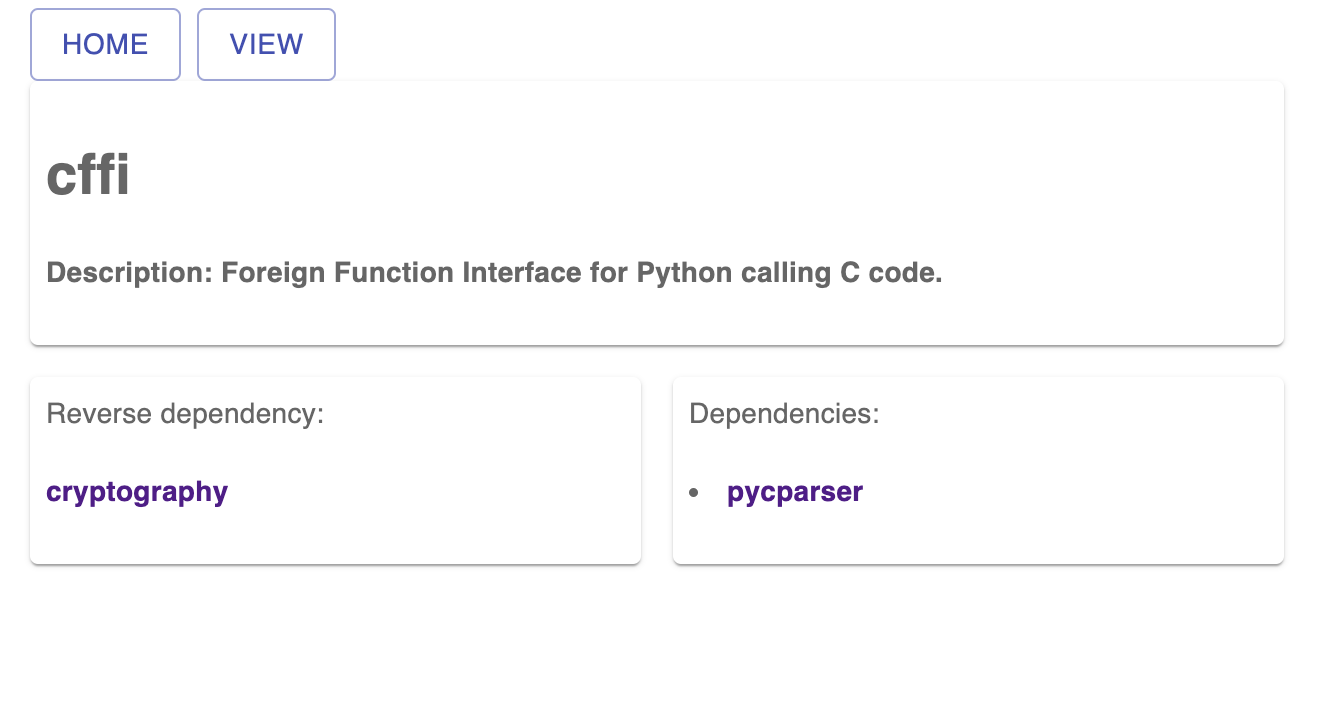 HOME VIEW
cffi
Description: Foreign Function Interface for Python calling C code.
Reverse dependency:
cryptography
Dependencies:
• pycparser